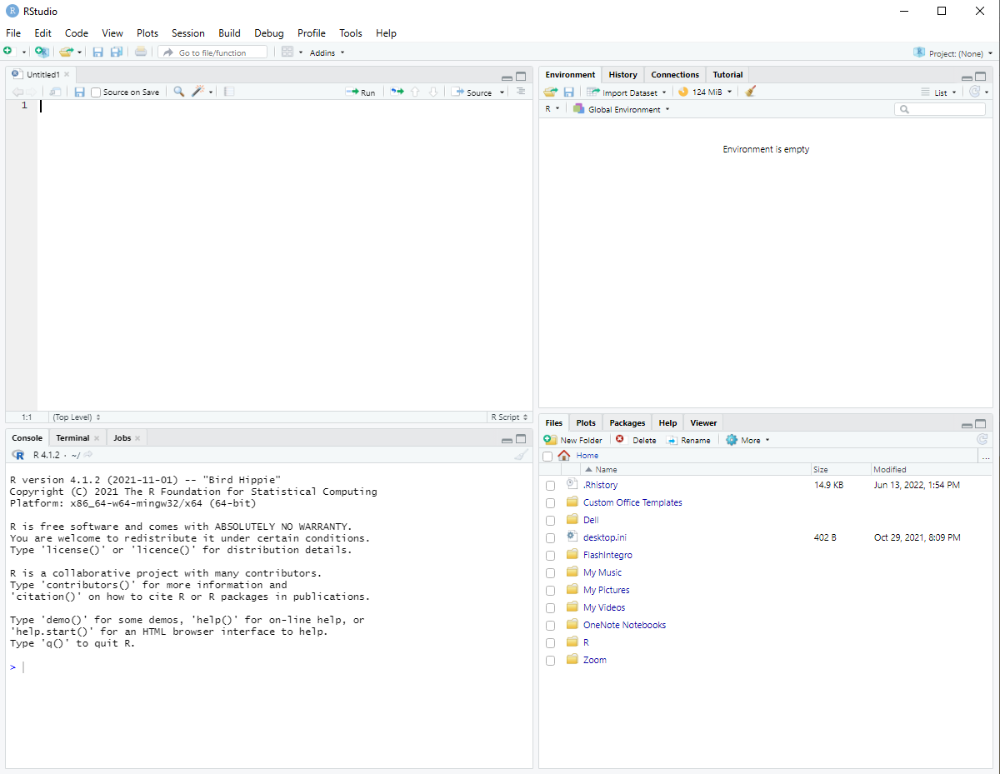 RStudio
File Edit Code View Plots Session Build Debug Profile Tools Help
Go to file/function Addins Project: (None)
Untitled1
Source on Save Run Source
1
1:1 (Top Level) R Script
Console Terminal Jobs
R 4.1.2 · ~/
R version 4.1.2 (2021-11-01) -- "Bird Hippie"
Copyright (C) 2021 The R Foundation for Statistical Computing
Platform: x86_64-w64-mingw32/x64 (64-bit)
R is free software and comes with ABSOLUTELY NO WARRANTY.
You are welcome to redistribute it under certain conditions.
Type 'license()' or 'licence()' for distribution details.
R is a collaborative project with many contributors.
Type 'contributors()' for more information and
'citation()' on how to cite R or R packages in publications.
Type 'demo()' for some demos, 'help()' for on-line help, or
'help.start()' for an HTML browser interface to help.
Type 'q()' to quit R.
>
Environment History Connections Tutorial
Import Dataset 124 MiB List
R Global Environment
Environment is empty
Files Plots Packages Help Viewer
New Folder Delete Rename More
Home ...
Name Size Modified
.Rhistory 14.9 KB Jun 13, 2022, 1:54 PM
Custom Office Templates
Dell
desktop.ini 402 B Oct 29, 2021, 8:09 PM
FlashIntegro
My Music
My Pictures
My Videos
OneNote Notebooks
R
Zoom